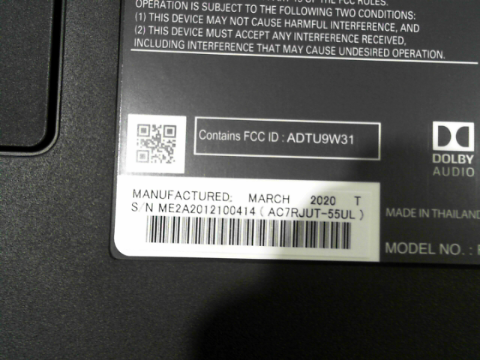 OPERATION IS SUBJECT TO THE FOLLOWING TWO CONDITIONS:
(1) THIS DEVICE MAY NOT CAUSE HARMFUL INTERFERENCE, AND
(2) THIS DEVICE MUST ACCEPT ANY INTERFERENCE RECEIVED,
INCLUDING INTERFERENCE THAT MAY CAUSE UNDESIRED OPERATION.
Contains FCC ID : ADTU9W31
DOLBY
AUDIO
MANUFACTURED: MARCH 2020 T
S/N ME2A2012100414 ( AC7RJUT-55UL )
MADE IN THAILAND
MODEL NO. :